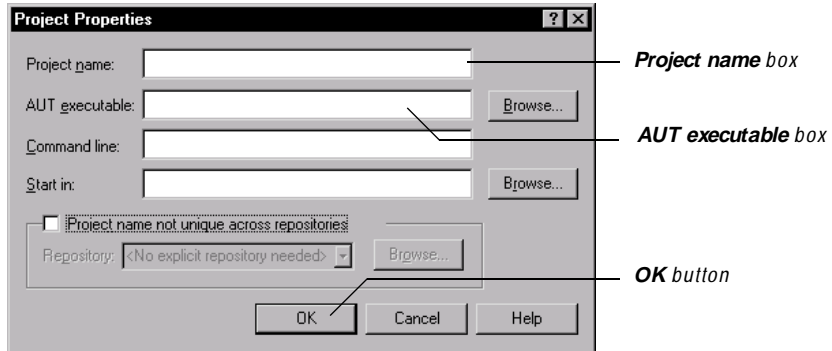 Project Properties
Project name:
Project name box
AUT executable:
Browse...
AUT executable box
Command line:
Start in:
Browse...
Project name not unique across repositories
Repository: <No explicit repository needed>
Browse...
OK button
OK
Cancel
Help